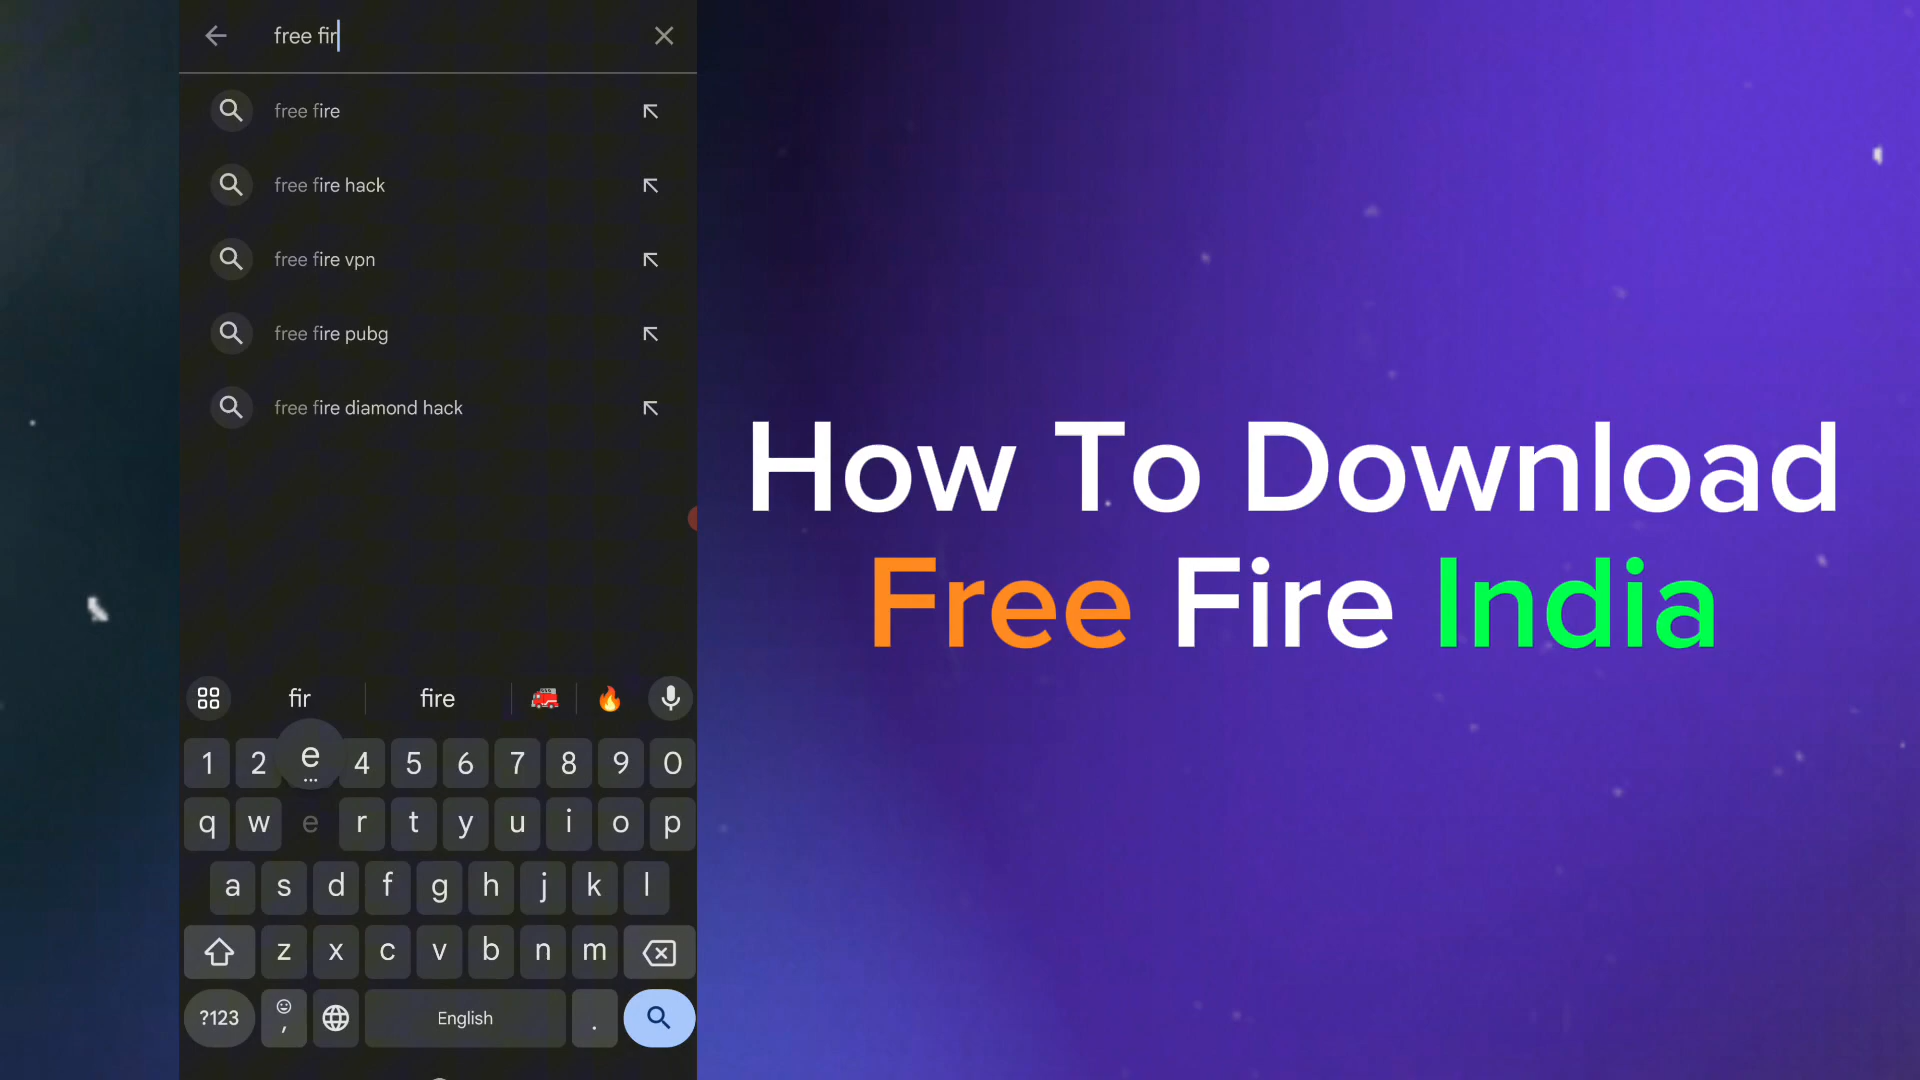 free fir
free fire
free fire hack
free fire vpn
free fire pubg
free fire diamond hack
How To Download
Free Fire India
fir fire
1 2 e 4 5 6 7 8 9 0
q w e r t y u i o p
a s d f g h j k l
z x c v b n m
?123 , English .